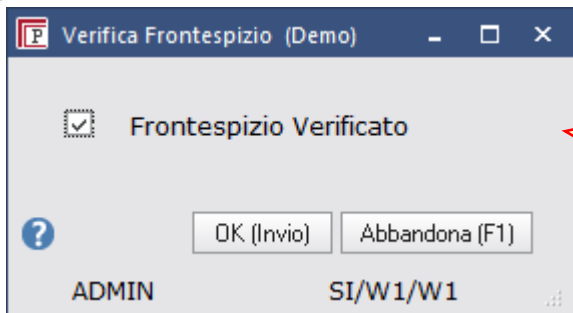 P Verifica Frontespizio (Demo)
Frontespizio Verificato
? OK (Invio) Abbandona (F1)
ADMIN SI/W1/W1